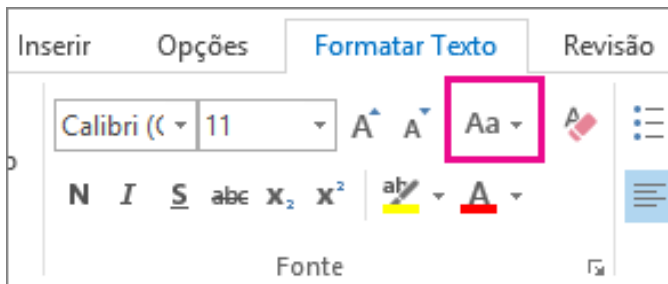 Inserir Opções Formatar Texto Revisão
Calibri (( 11 A A Aa A
N I S abc X₂ X² ab A
Fonte